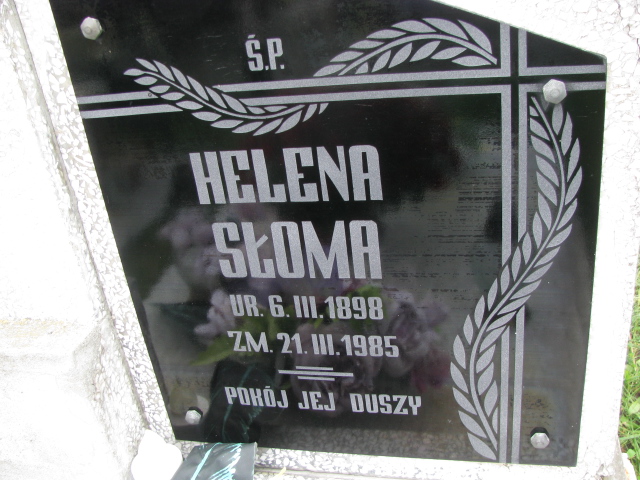 Ś.P.
HELENA
SŁOMA
UR. 6. III. 1898
ZM. 21. III. 1985
POKÓJ JEJ DUSZY